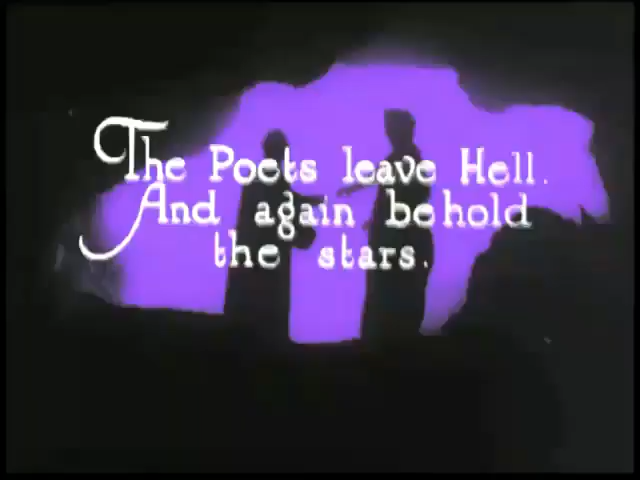 The Poets leave Hell.
And again behold
the stars.